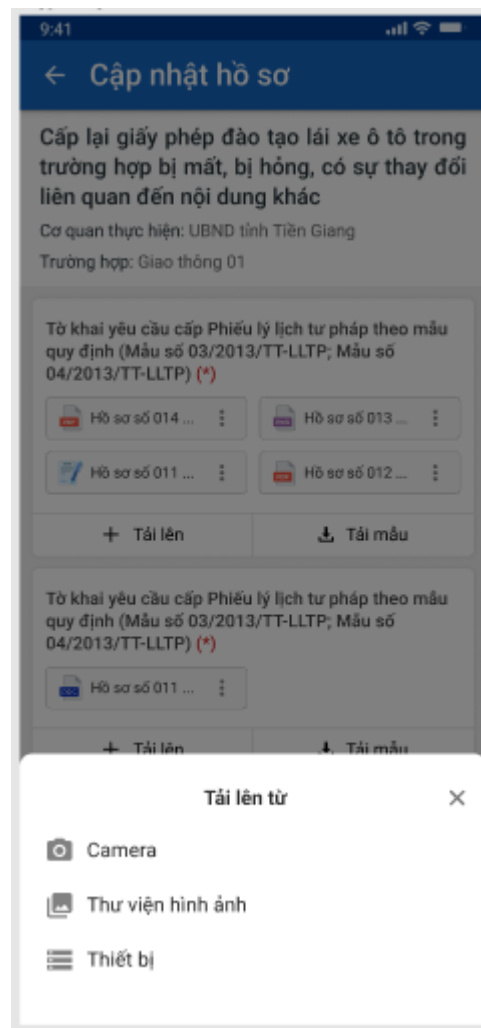 9:41
Cập nhật hồ sơ
Cấp lại giấy phép đào tạo lái xe ô tô trong
trường hợp bị mất, bị hỏng, có sự thay đổi
liên quan đến nội dung khác
Cơ quan thực hiện: UBND tỉnh Tiền Giang
Trường hợp: Giao thông 01
Tờ khai yêu cầu cấp Phiếu lý lịch tư pháp theo mẫu
quy định (Mẫu số 03/2013/TT-LLTP; Mẫu số
04/2013/TT-LLTP) (*)
Hồ sơ số 014 ...
Hồ sơ số 013 ...
Hồ sơ số 011 ...
Hồ sơ số 012 ...
Tải lên
Tải mẫu
Tờ khai yêu cầu cấp Phiếu lý lịch tư pháp theo mẫu
quy định (Mẫu số 03/2013/TT-LLTP; Mẫu số
04/2013/TT-LLTP) (*)
Hồ sơ số 011 ...
Tải lên
Tải mẫu
Tải lên từ
Camera
Thư viện hình ảnh
Thiết bị